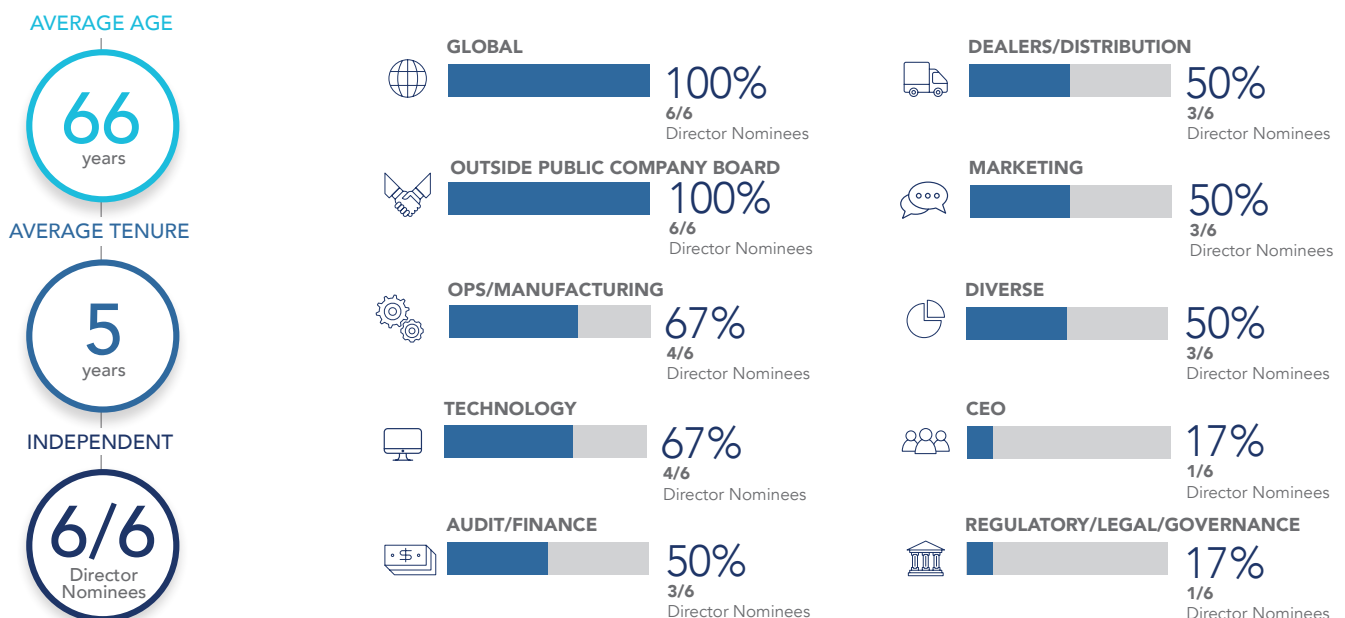 AVERAGE AGE
66
years
AVERAGE TENURE
5
years
INDEPENDENT
6/6
Director
Nominees
GLOBAL
100%
6/6
Director Nominees
OUTSIDE PUBLIC COMPANY BOARD
100%
6/6
Director Nominees
OPS/MANUFACTURING
67%
4/6
Director Nominees
TECHNOLOGY
67%
4/6
Director Nominees
AUDIT/FINANCE
$
50%
3/6
Director Nominees
DEALERS/DISTRIBUTION
50%
3/6
Director Nominees
MARKETING
50%
3/6
Director Nominees
DIVERSE
50%
3/6
Director Nominees
CEO
17%
1/6
Director Nominees
REGULATORY/LEGAL/GOVERNANCE
17%
1/6
Director Nominees